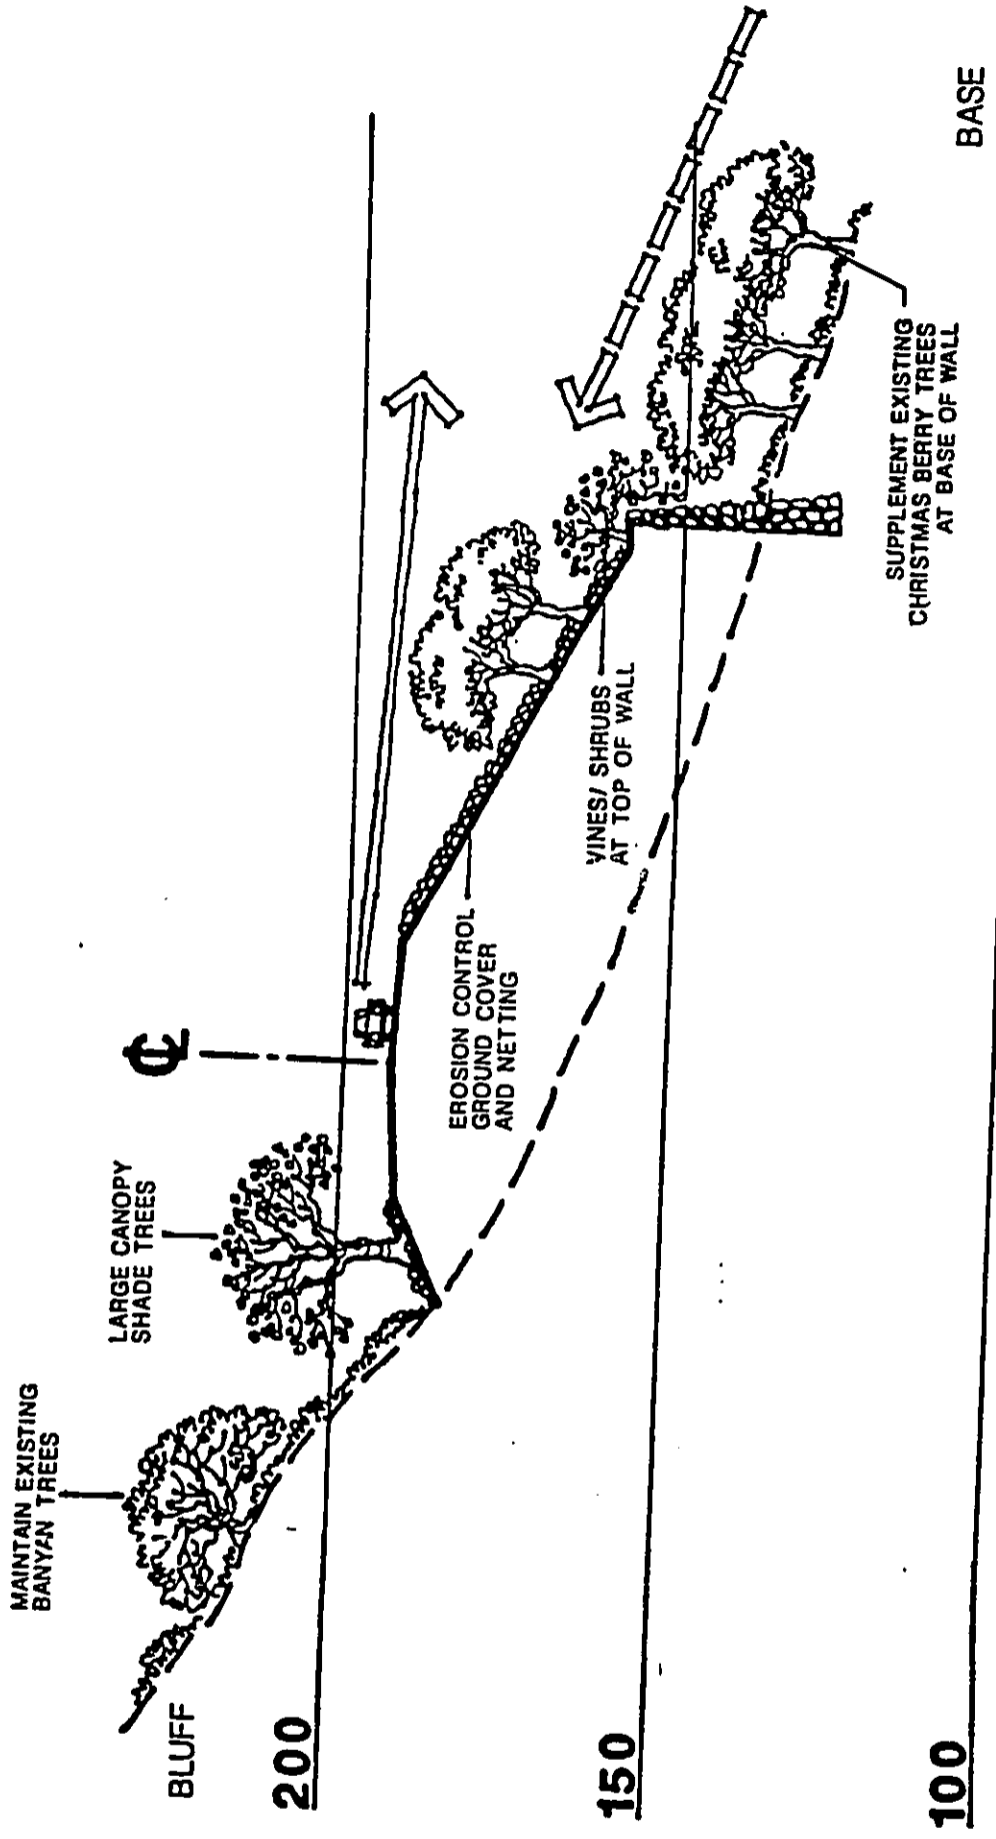 MAINTAIN EXISTING
BANYAN TREES
LARGE CANOPY
SHADE TREES
CL
BLUFF
200
EROSION CONTROL
GROUND COVER
AND NETTING
VINES/ SHRUBS
AT TOP OF WALL
150
SUPPLEMENT EXISTING
CHRISTMAS BERRY TREES
AT BASE OF WALL
100
BASE